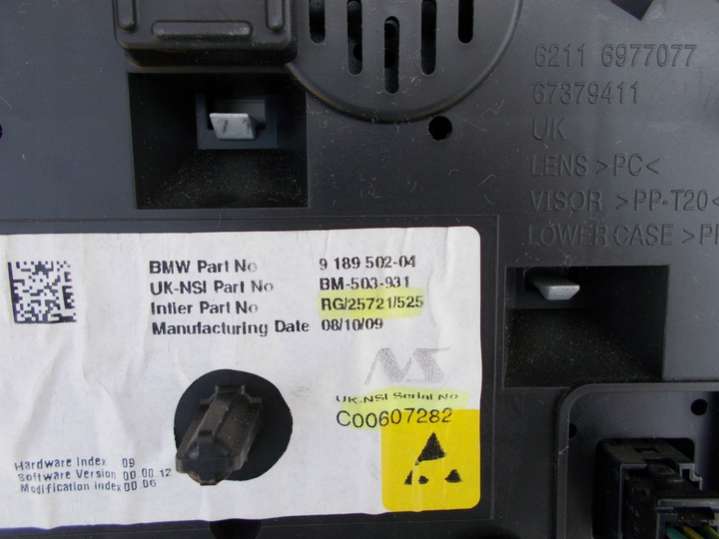 62116977077
67379411
UK
LENS >PC<
VISOR >PP-T20<
LOWER CASE >P
BMW Part No 9 189 502-04
UK-NSI Part No BM-503-931
Intier Part No RG/25721/525
Manufacturing Date 08/10/09
NS
UK-NSI Serial No
C00607282
Hardware Index 09
Software Version 00.00.12
Modification Index 00.06